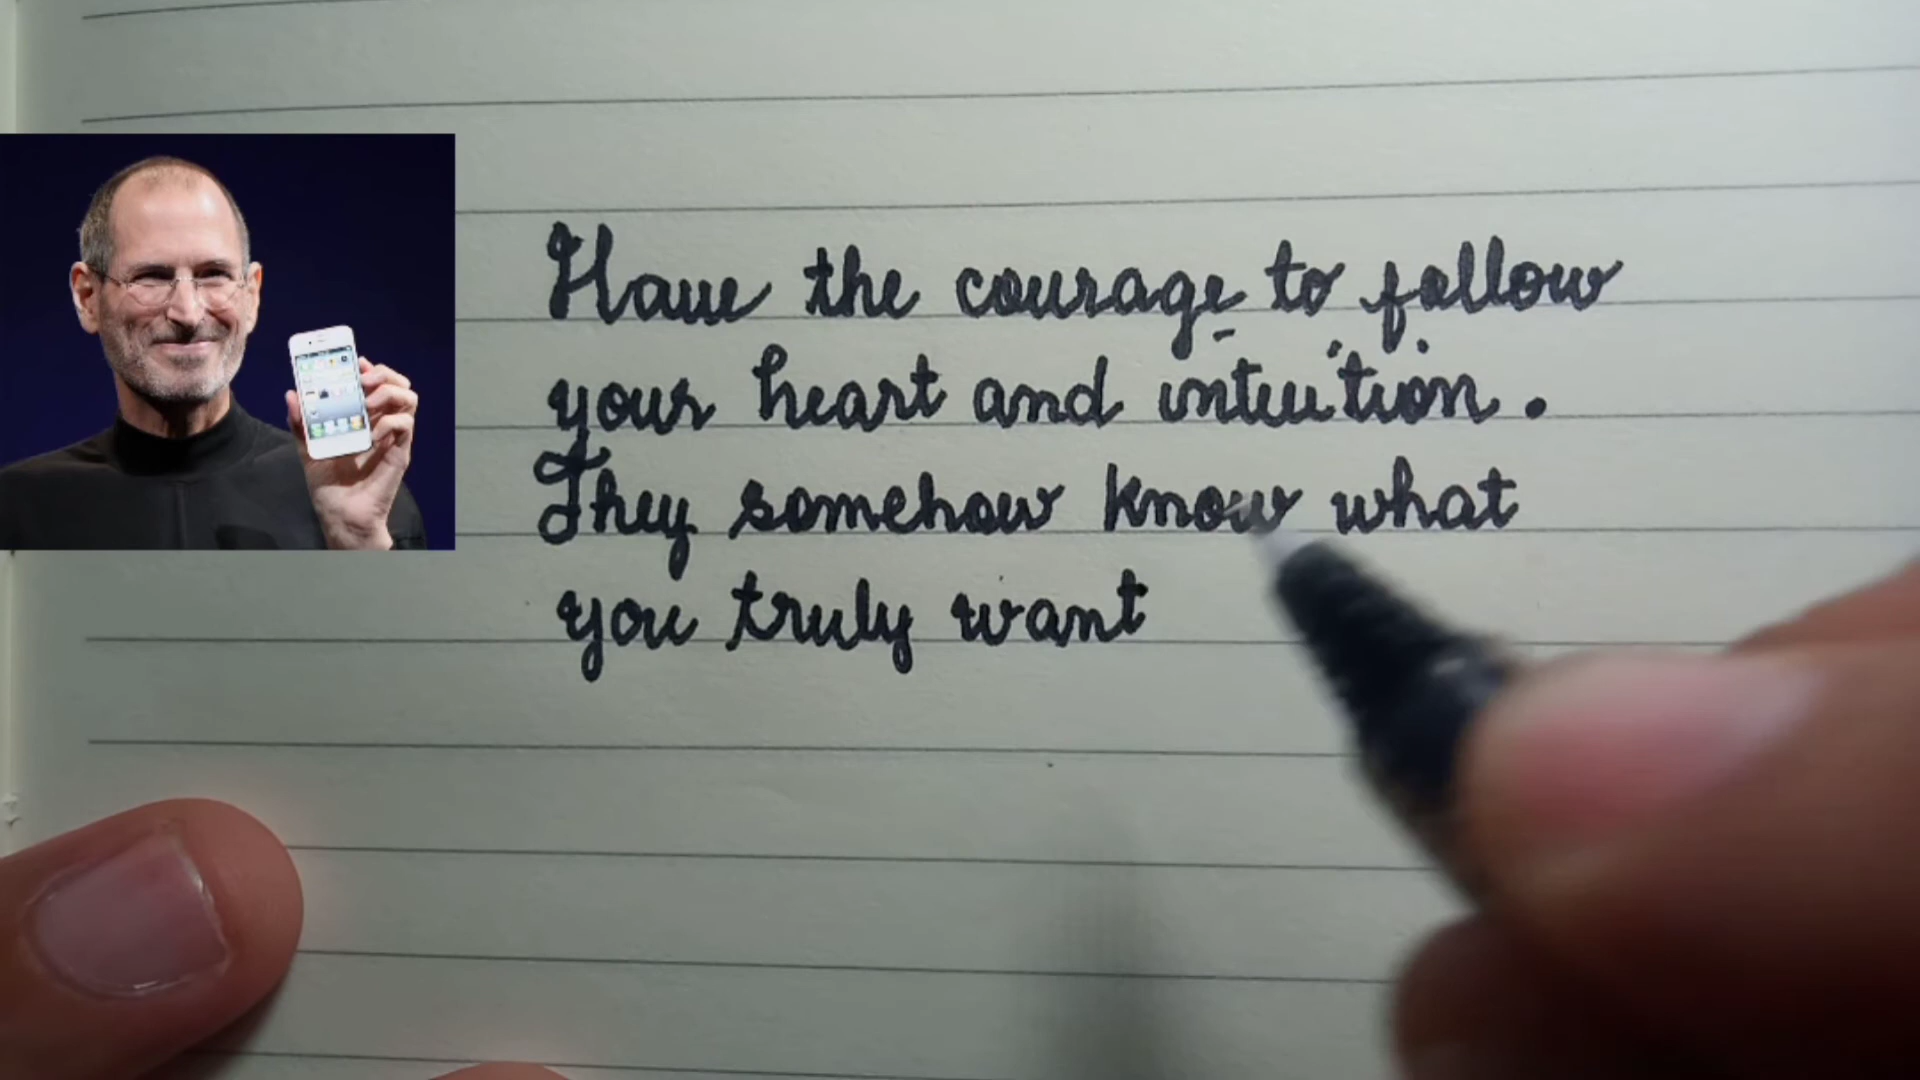 Have the courage to follow
your heart and intuition.
They somehow know what
you truly want